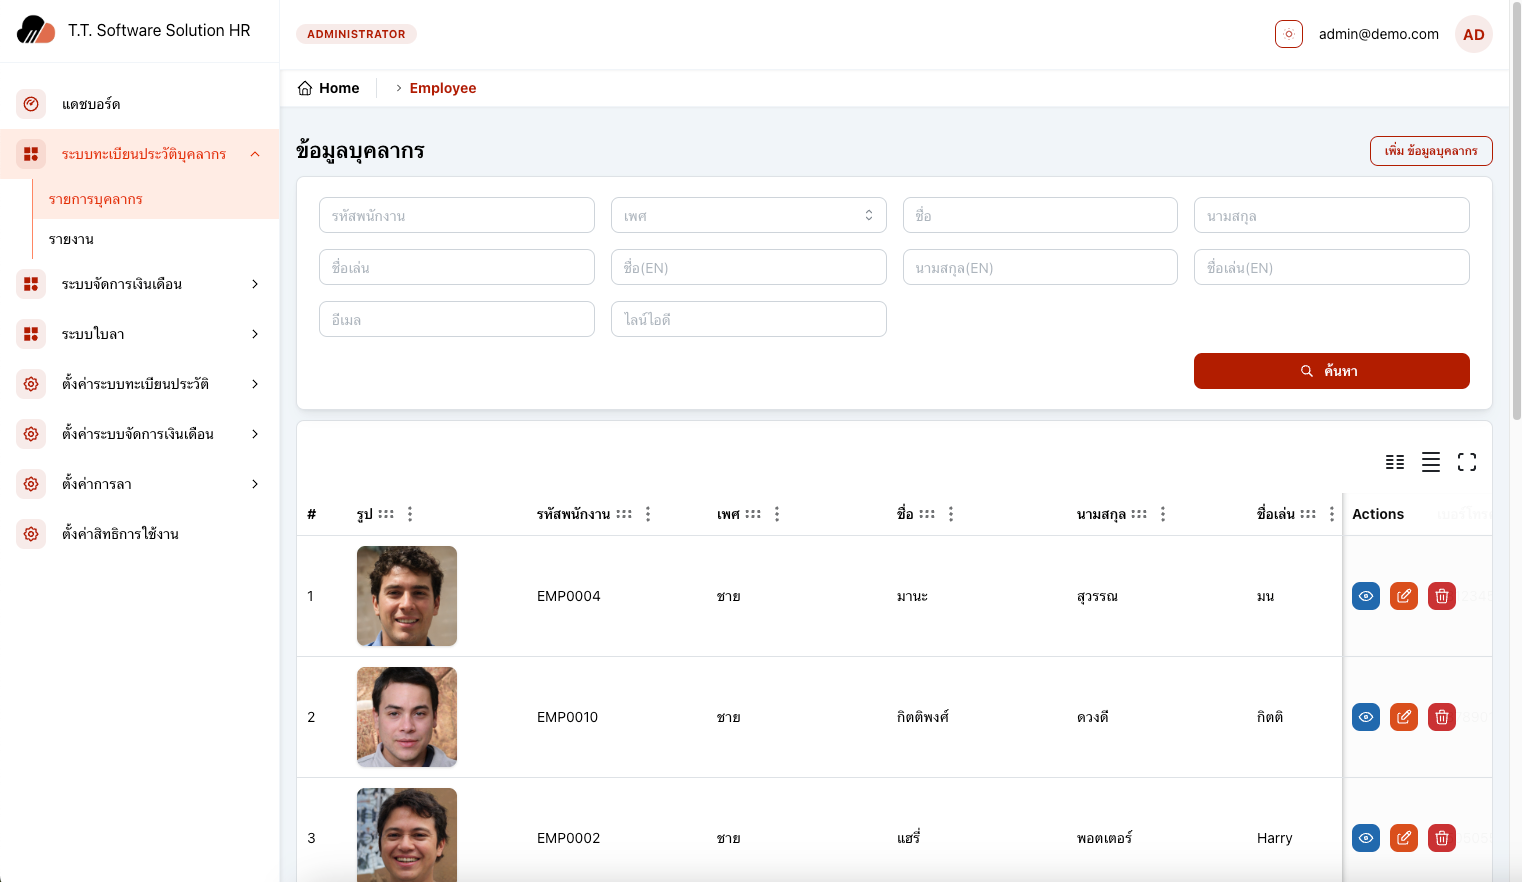 T.T. Software Solution HR
ADMINISTRATOR
admin@demo.com
AD
Home
Employee
แดชบอร์ด
ระบบทะเบียนประวัติบุคลากร
รายการบุคลากร
รายงาน
ระบบจัดการเงินเดือน
ระบบใบลา
ตั้งค่าระบบทะเบียนประวัติ
ตั้งค่าระบบจัดการเงินเดือน
ตั้งค่าการลา
ตั้งค่าสิทธิการใช้งาน
ข้อมูลบุคลากร
เพิ่ม ข้อมูลบุคลากร
รหัสพนักงาน เพศ ชื่อ นามสกุล
ชื่อเล่น ชื่อ(EN) นามสกุล(EN) ชื่อเล่น(EN)
อีเมล ไลน์ไอดี
ค้นหา
# รูป รหัสพนักงาน เพศ ชื่อ นามสกุล ชื่อเล่น Actions
1 EMP0004 ชาย มานะ สุวรรณ มน
2 EMP0010 ชาย กิตติพงศ์ ดวงดี กิตติ
3 EMP0002 ชาย แฮรี่ พอตเตอร์ Harry